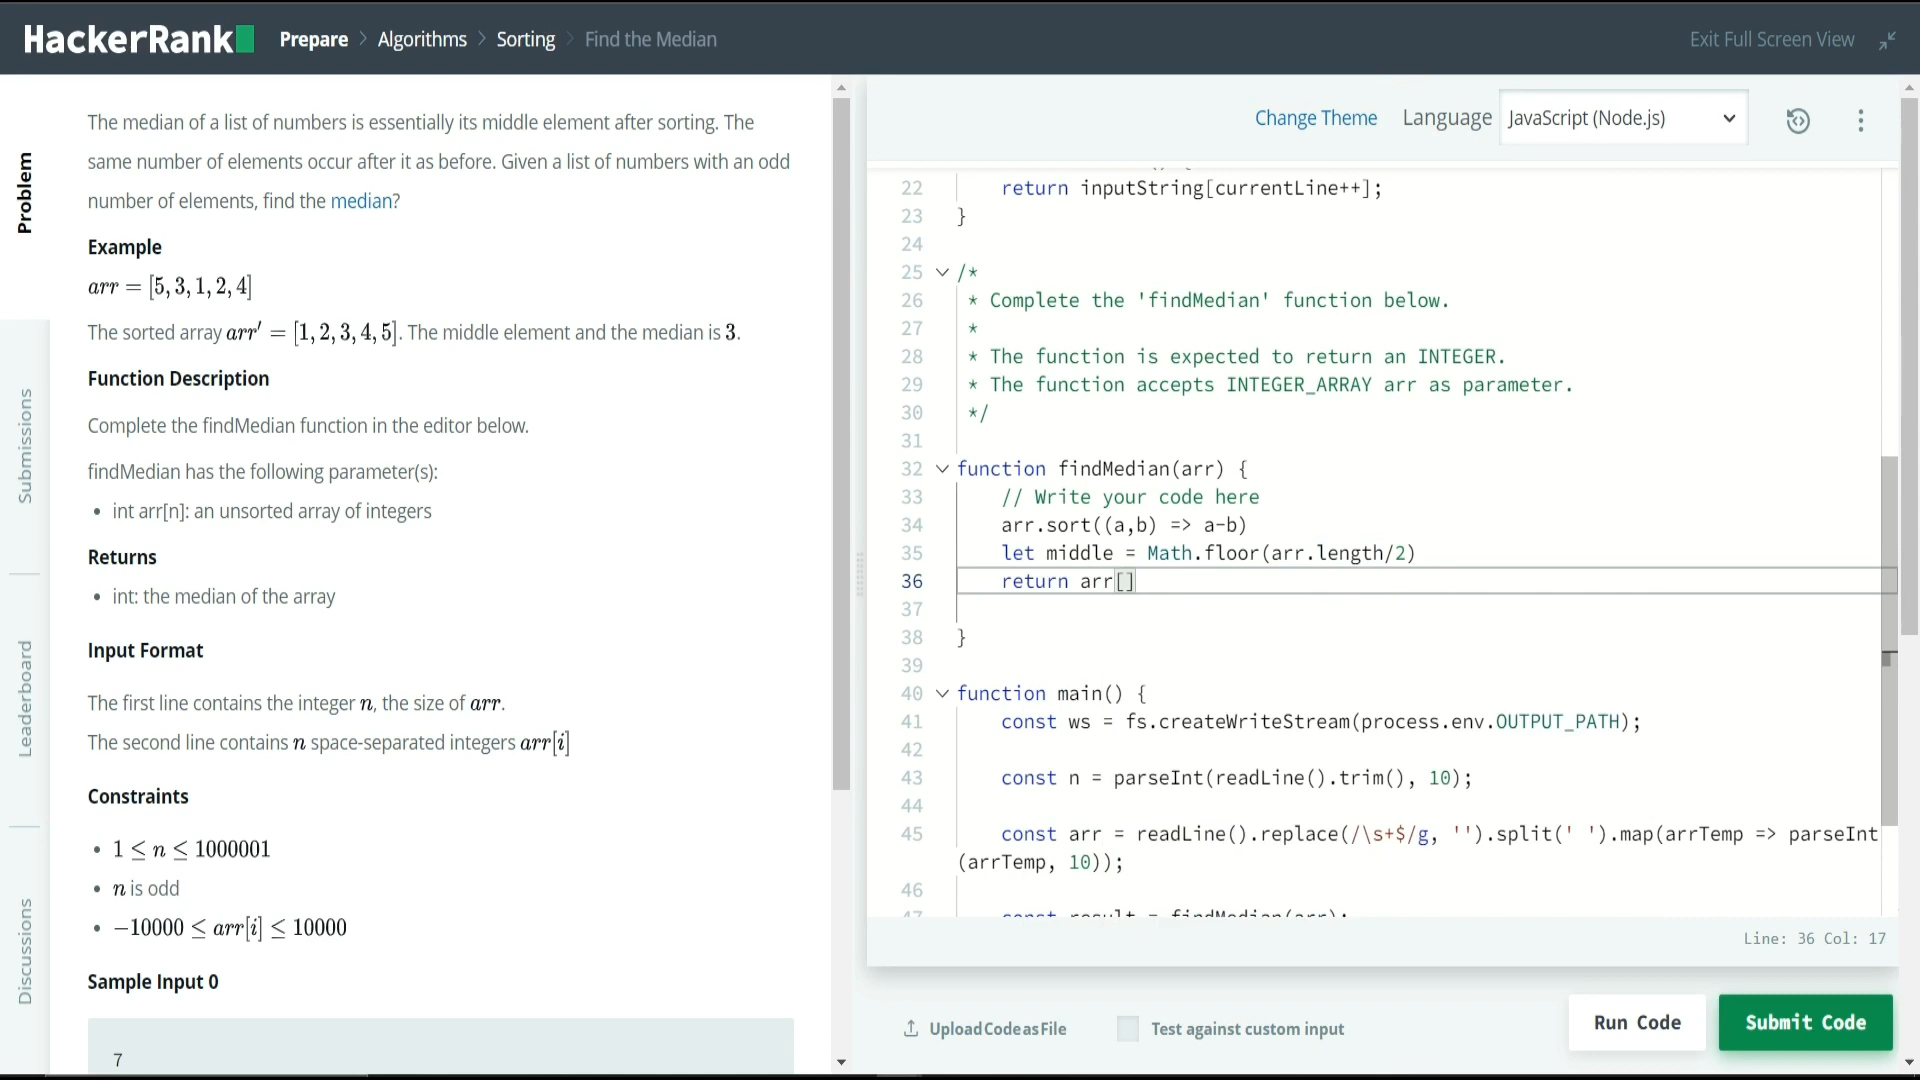 HackerRank
Prepare > Algorithms > Sorting > Find the Median
Exit Full Screen View
Problem
Submissions
Leaderboard
Discussions
The median of a list of numbers is essentially its middle element after sorting. The
same number of elements occur after it as before. Given a list of numbers with an odd
number of elements, find the median?
Example
arr = [5, 3, 1, 2, 4]
The sorted array arr′ = [1, 2, 3, 4, 5]. The middle element and the median is 3.
Function Description
Complete the findMedian function in the editor below.
findMedian has the following parameter(s):
• int arr[n]: an unsorted array of integers
Returns
• int: the median of the array
Input Format
The first line contains the integer n, the size of arr.
The second line contains n space-separated integers arr[i]
Constraints
• 1 ≤ n ≤ 1000001
• n is odd
• −10000 ≤ arr[i] ≤ 10000
Sample Input 0
7
Change Theme Language JavaScript (Node.js)
22 return inputString[currentLine++];
23 }
24
25 /*
26 * Complete the 'findMedian' function below.
27 *
28 * The function is expected to return an INTEGER.
29 * The function accepts INTEGER_ARRAY arr as parameter.
30 */
31
32 function findMedian(arr) {
33 // Write your code here
34 arr.sort((a,b) => a-b)
35 let middle = Math.floor(arr.length/2)
36 return arr[]
37
38 }
39
40 function main() {
41 const ws = fs.createWriteStream(process.env.OUTPUT_PATH);
42
43 const n = parseInt(readLine().trim(), 10);
44
45 const arr = readLine().replace(/\s+$/g, '').split(' ').map(arrTemp => parseInt
(arrTemp, 10));
46
47 const result = findMedian(arr);
Line: 36 Col: 17
Upload Code as File
Test against custom input
Run Code
Submit Code